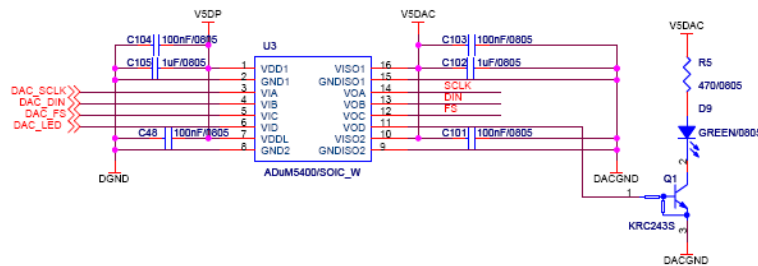 V5DP
V5DAC
C104 100nF/0805
C103 100nF/0805
V5DAC
U3
C105 1uF/0805
C102 1uF/0805
R5
470/0805
1 VDD1 VISO1 16
2 GND1 GNDISO1 15
DAC_SCLK 3 VIA VOA 14 SCLK
DAC_DIN 4 VIB VOB 13 DIN
DAC_FS 5 VIC VOC 12 FS
DAC_LED 6 VID VOD 11
D9
GREEN/0805
C48 100nF/0805
7 VDDL VISO2 10
C101 100nF/0805
8 GND2 GNDISO2 9
2
ADuM5400/SOIC_W
DGND
DACGND
Q1
1
KRC243S
3
DACGND